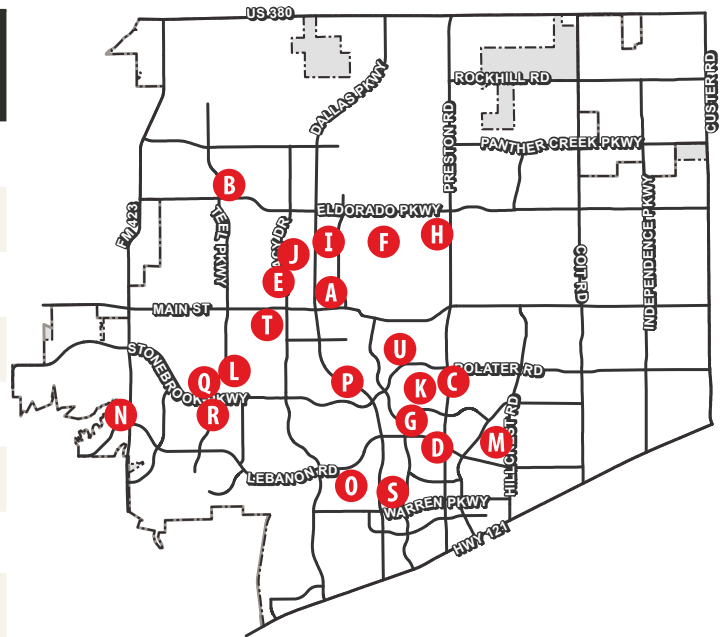 US 380
DALLAS PKWY
ROCKHILL RD
CUSTER RD
PRESTON RD
PANTHER CREEK PKWY
B
FM 423
TEEL PKWY
ELDORADO PKWY
INDEPENDENCE PKWY
COIT RD
H
I
F
J
E
A
MAIN ST
T
U
STONEBROOK PKWY
L
Q
P
K
C
ROLATER RD
N
R
G
HILLCREST RD
D
M
LEBANON RD
O
S
WARREN PKWY
HWY 121